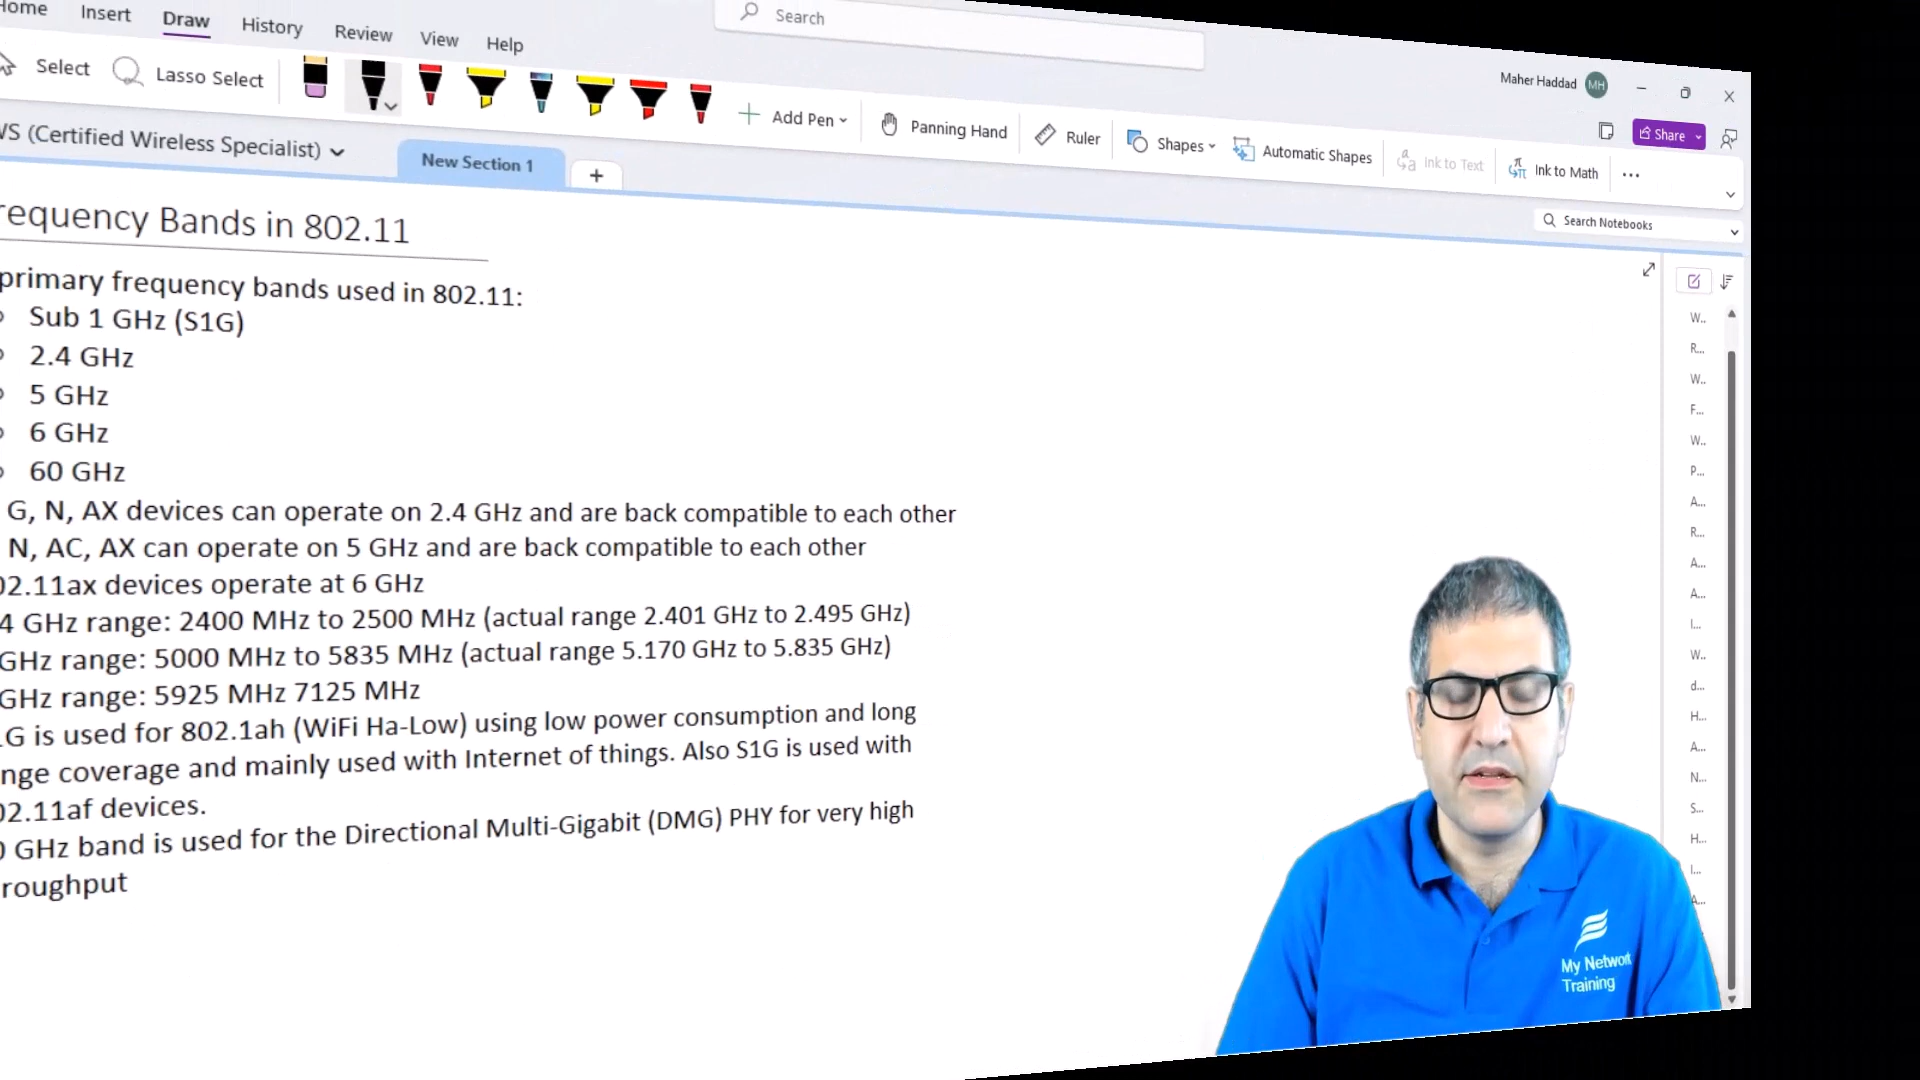 Home Insert Draw History Review View Help
Search
Maher Haddad MH
Select Lasso Select Add Pen Panning Hand Ruler Shapes Automatic Shapes Ink to Text Ink to Math ...
Share
WS (Certified Wireless Specialist) New Section 1 +
Search Notebooks
requency Bands in 802.11
primary frequency bands used in 802.11:
Sub 1 GHz (S1G)
2.4 GHz
5 GHz
6 GHz
60 GHz
G, N, AX devices can operate on 2.4 GHz and are back compatible to each other
N, AC, AX can operate on 5 GHz and are back compatible to each other
02.11ax devices operate at 6 GHz
4 GHz range: 2400 MHz to 2500 MHz (actual range 2.401 GHz to 2.495 GHz)
GHz range: 5000 MHz to 5835 MHz (actual range 5.170 GHz to 5.835 GHz)
GHz range: 5925 MHz 7125 MHz
1G is used for 802.1ah (WiFi Ha-Low) using low power consumption and long
nge coverage and mainly used with Internet of things. Also S1G is used with
02.11af devices.
0 GHz band is used for the Directional Multi-Gigabit (DMG) PHY for very high
roughput
W..
R...
W..
F...
W..
P...
A...
R...
A...
A...
I...
W..
d...
H...
A...
N...
S...
H...
I...
A...
My Network
Training